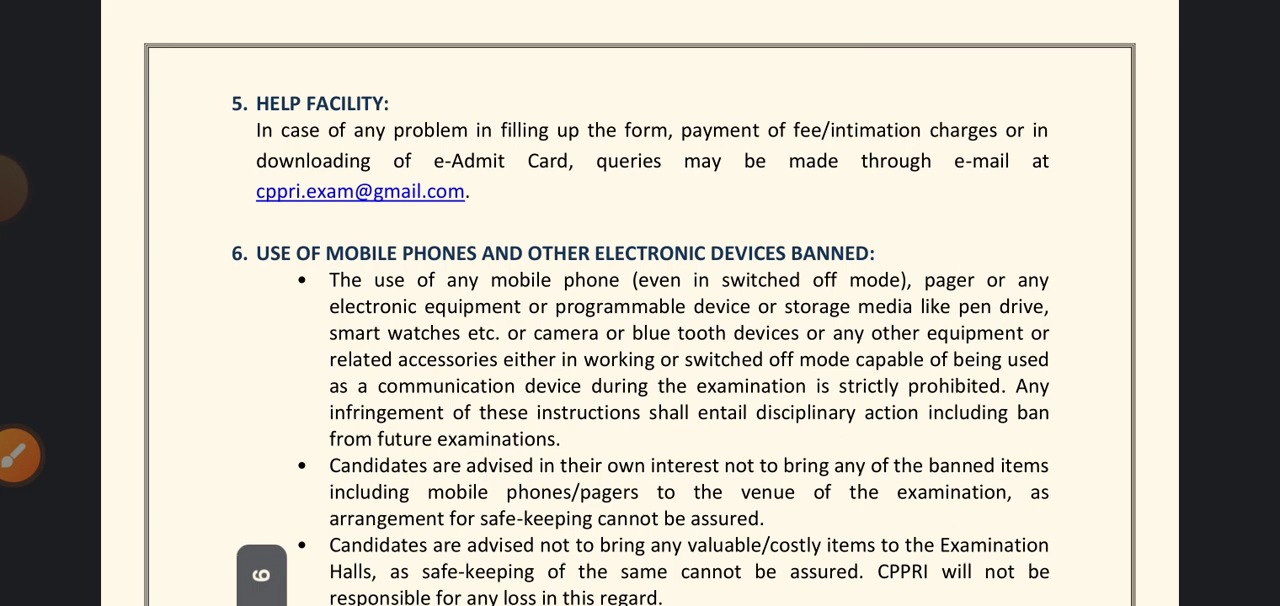 5. HELP FACILITY:
In case of any problem in filling up the form, payment of fee/intimation charges or in
downloading of e-Admit Card, queries may be made through e-mail at
cppri.exam@gmail.com.
6. USE OF MOBILE PHONES AND OTHER ELECTRONIC DEVICES BANNED:
• The use of any mobile phone (even in switched off mode), pager or any
electronic equipment or programmable device or storage media like pen drive,
smart watches etc. or camera or blue tooth devices or any other equipment or
related accessories either in working or switched off mode capable of being used
as a communication device during the examination is strictly prohibited. Any
infringement of these instructions shall entail disciplinary action including ban
from future examinations.
• Candidates are advised in their own interest not to bring any of the banned items
including mobile phones/pagers to the venue of the examination, as
arrangement for safe-keeping cannot be assured.
• Candidates are advised not to bring any valuable/costly items to the Examination
Halls, as safe-keeping of the same cannot be assured. CPPRI will not be
responsible for any loss in this regard.
6